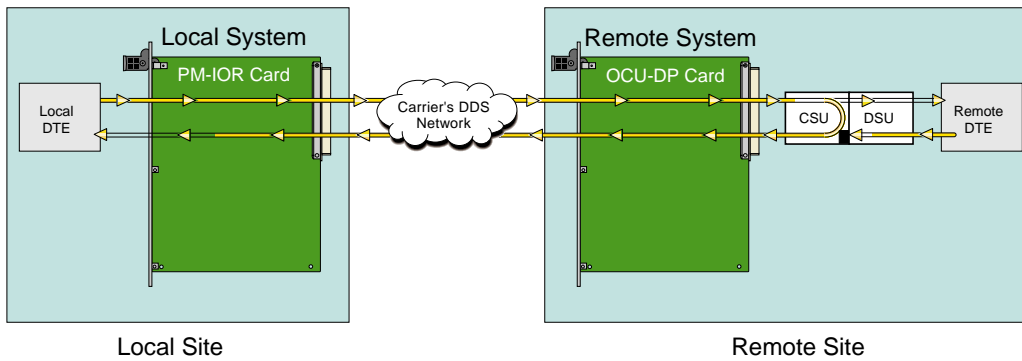 Local System
Remote System
PM-IOR Card
OCU-DP Card
Local
DTE
Carrier's DDS
Network
CSU
DSU
Remote
DTE
Local Site
Remote Site